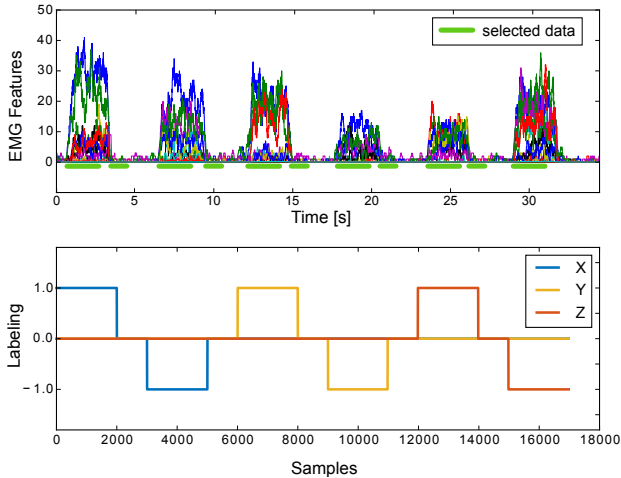 50
40
30
20
10
0
EMG Features
selected data
0 5 10 15 20 25 30
Time [s]
1.0
0.0
−1.0
Labeling
X
Y
Z
0 2000 4000 6000 8000 10000 12000 14000 16000 18000
Samples